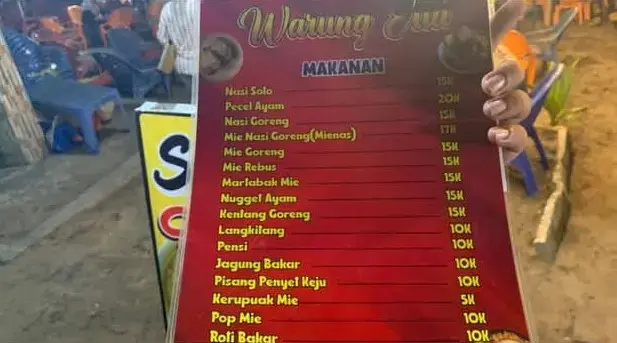 Warung
MAKANAN
Nasi Solo 15K
Pecel Ayam 20K
Nasi Goreng 15K
Mie Nasi Goreng(Mienas) 17K
Mie Goreng 15K
Mie Rebus 15K
Martabak Mie 15K
Nugget Ayam 15K
Kentang Goreng 15K
Langkitang 10K
Pensi 10K
Jagung Bakar 10K
Pisang Penyet Keju 10K
Kerupuak Mie 5K
Pop Mie 10K
Roti Bakar 10K